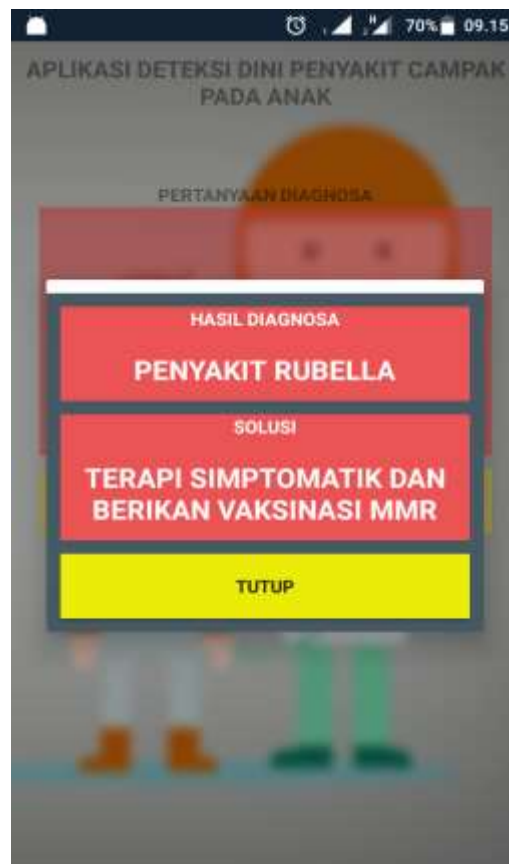 70% 09.15
APLIKASI DETEKSI DINI PENYAKIT CAMPAK
PADA ANAK
PERTANYAAN DIAGNOSA
HASIL DIAGNOSA
PENYAKIT RUBELLA
SOLUSI
TERAPI SIMPTOMATIK DAN
BERIKAN VAKSINASI MMR
TUTUP